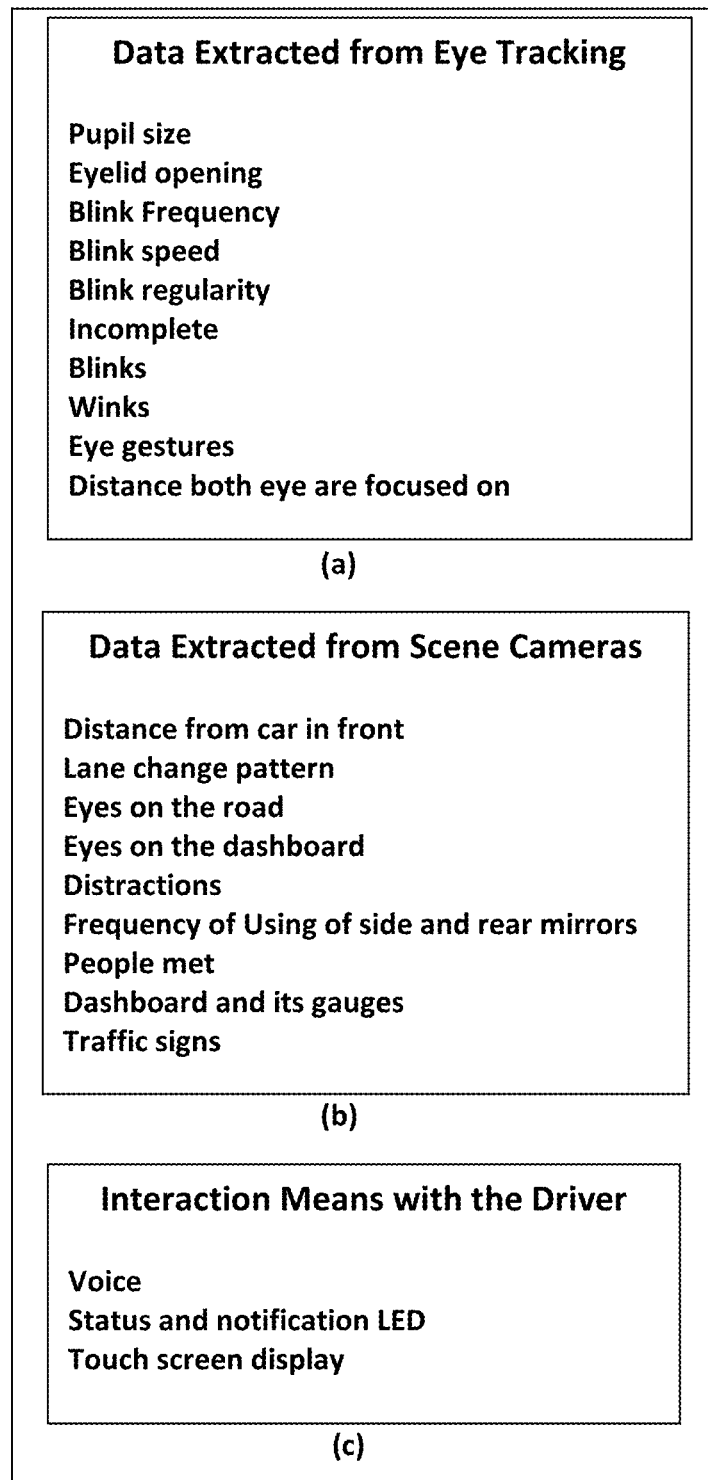 Data Extracted from Eye Tracking
Pupil size
Eyelid opening
Blink Frequency
Blink speed
Blink regularity
Incomplete
Blinks
Winks
Eye gestures
Distance both eye are focused on
(a)
Data Extracted from Scene Cameras
Distance from car in front
Lane change pattern
Eyes on the road
Eyes on the dashboard
Distractions
Frequency of Using of side and rear mirrors
People met
Dashboard and its gauges
Traffic signs
(b)
Interaction Means with the Driver
Voice
Status and notification LED
Touch screen display
(c)